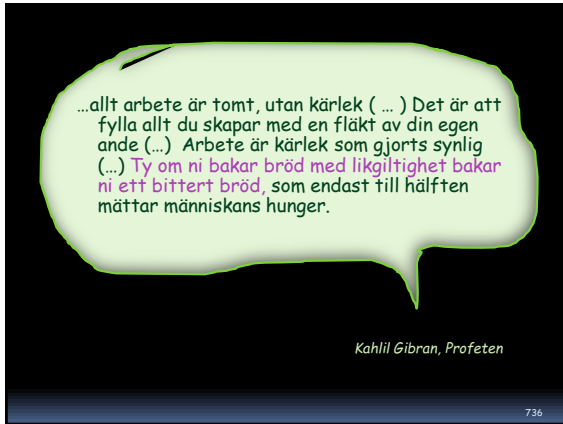 …allt arbete är tomt, utan kärlek ( … ) Det är att
fylla allt du skapar med en fläkt av din egen
ande (…)  Arbete är kärlek som gjorts synlig
(…) Ty om ni bakar bröd med likgiltighet bakar
ni ett bittert bröd, som endast till hälften
mättar människans hunger.
Kahlil Gibran, Profeten
736